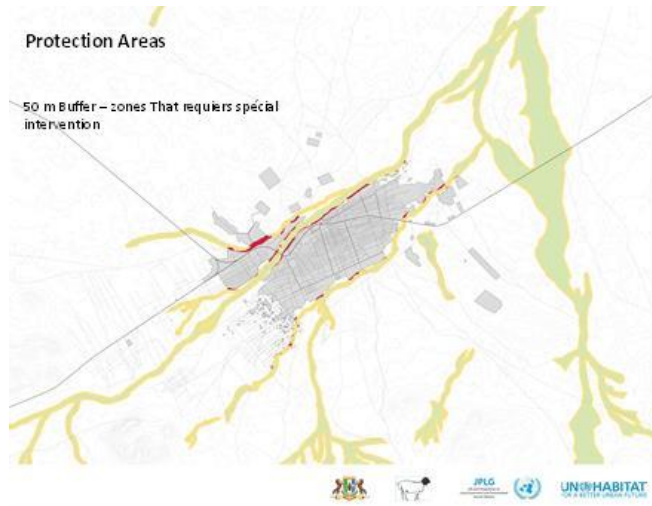 Protection Areas
50 m Buffer – zones That requiers special
intervention
JPLG
UN HABITAT
FOR A BETTER URBAN FUTURE